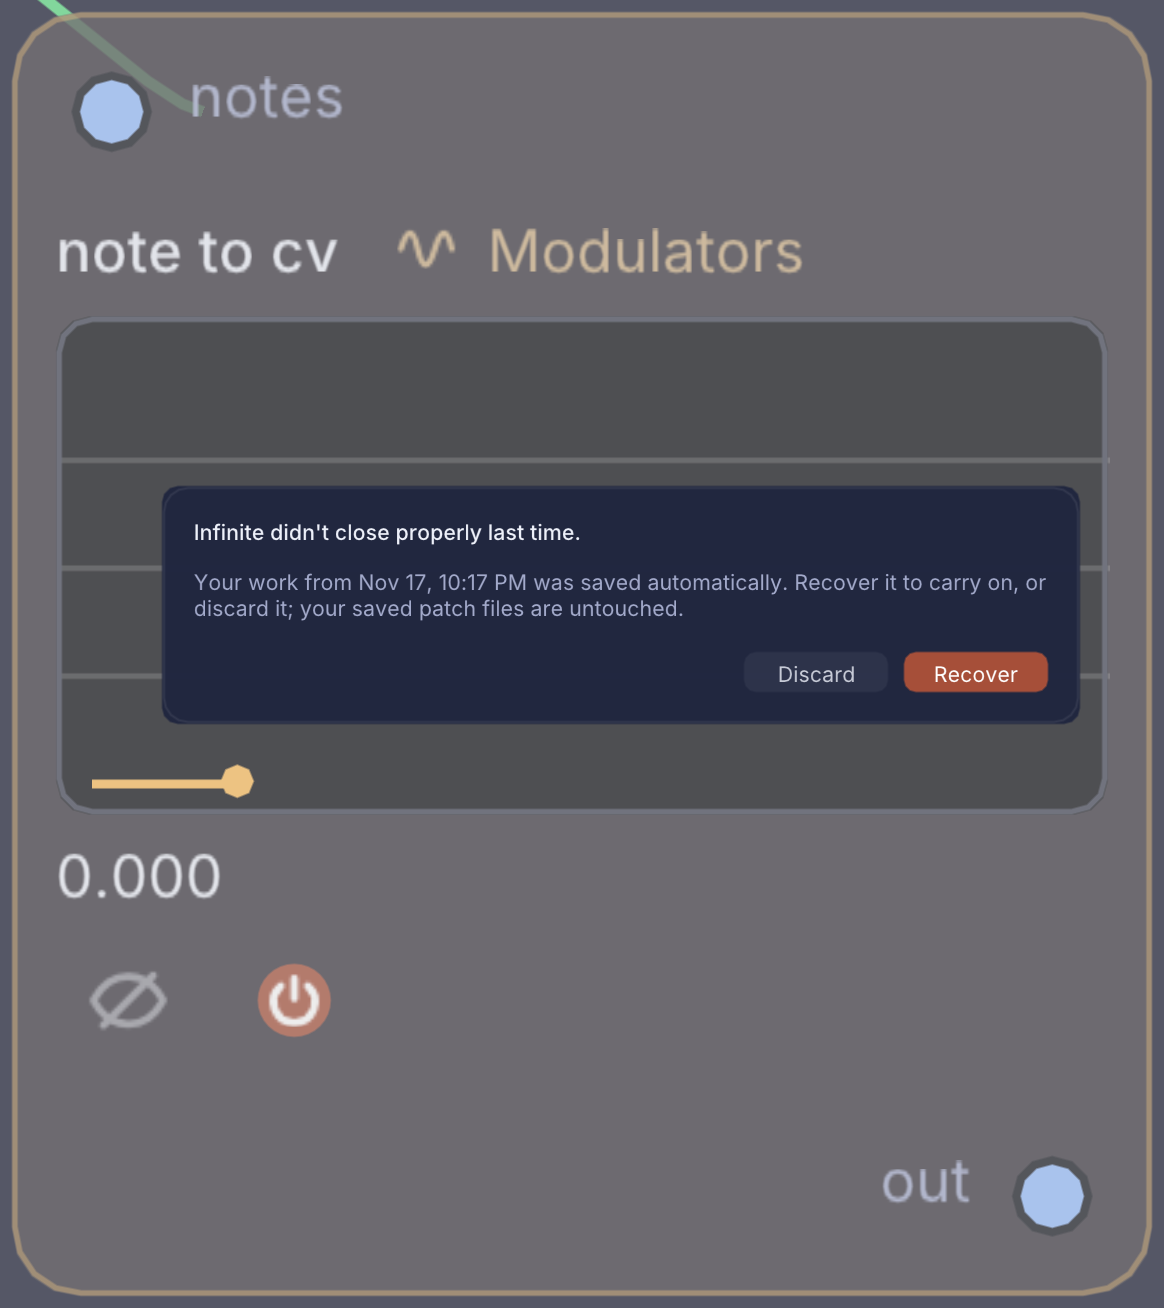 notes
note to cv Modulators
Infinite didn't close properly last time.
Your work from Nov 17, 10:17 PM was saved automatically. Recover it to carry on, or
discard it; your saved patch files are untouched.
Discard Recover
0.000
out